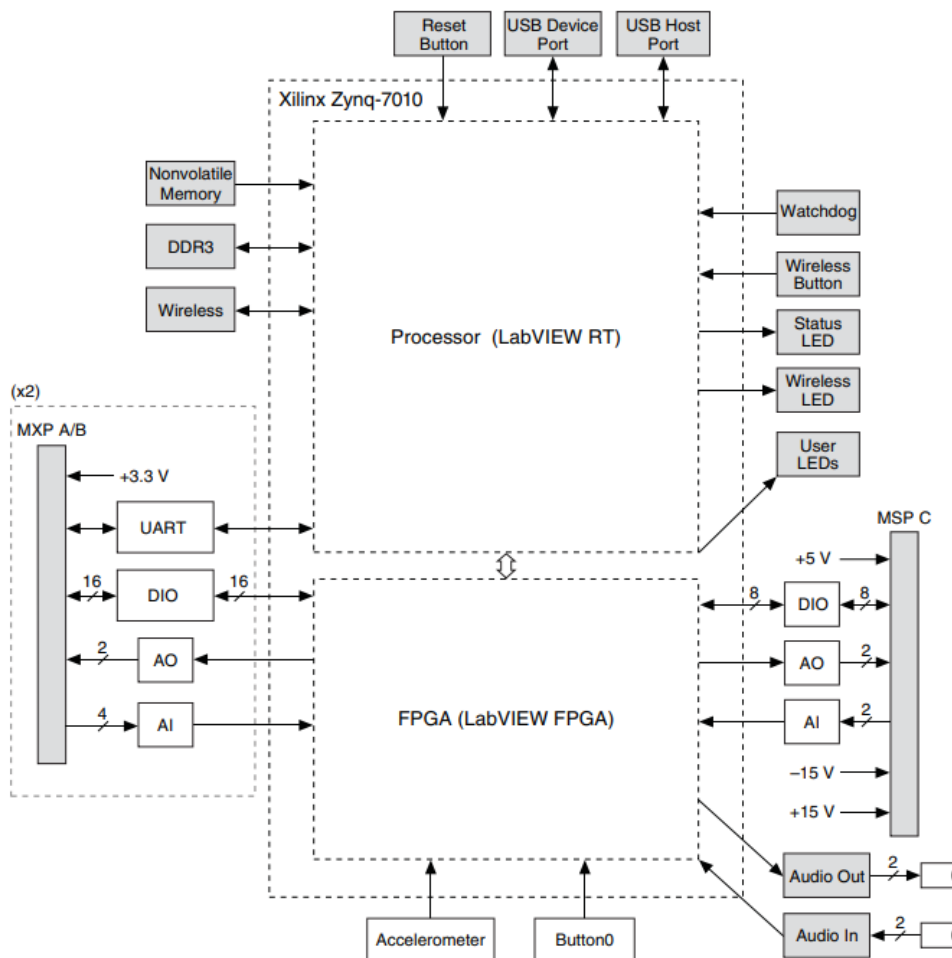 Reset
Button
USB Device
Port
USB Host
Port
Xilinx Zynq-7010
Nonvolatile
Memory
DDR3
Wireless
Processor (LabVIEW RT)
Watchdog
Wireless
Button
Status
LED
Wireless
LED
User
LEDs
(x2)
MXP A/B
+3.3 V
UART
16
DIO
16
2
AO
4
AI
FPGA (LabVIEW FPGA)
MSP C
+5 V
8
DIO
8
AO
2
AI
2
–15 V
+15 V
Audio Out
2
Audio In
2
Accelerometer
Button0